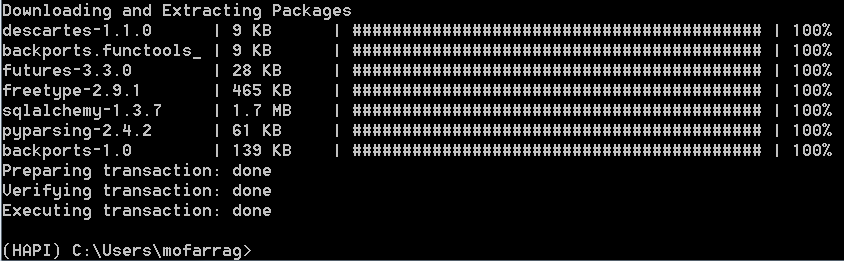 Downloading and Extracting Packages
descartes-1.1.0      | 9 KB      | ######################################### | 100%
backports.functools_ | 9 KB      | ######################################### | 100%
futures-3.3.0        | 28 KB     | ######################################### | 100%
freetype-2.9.1       | 465 KB    | ######################################### | 100%
sqlalchemy-1.3.7     | 1.7 MB    | ######################################### | 100%
pyparsing-2.4.2      | 61 KB     | ######################################### | 100%
backports-1.0        | 139 KB    | ######################################### | 100%
Preparing transaction: done
Verifying transaction: done
Executing transaction: done
(HAPI) C:\Users\mofarrag>